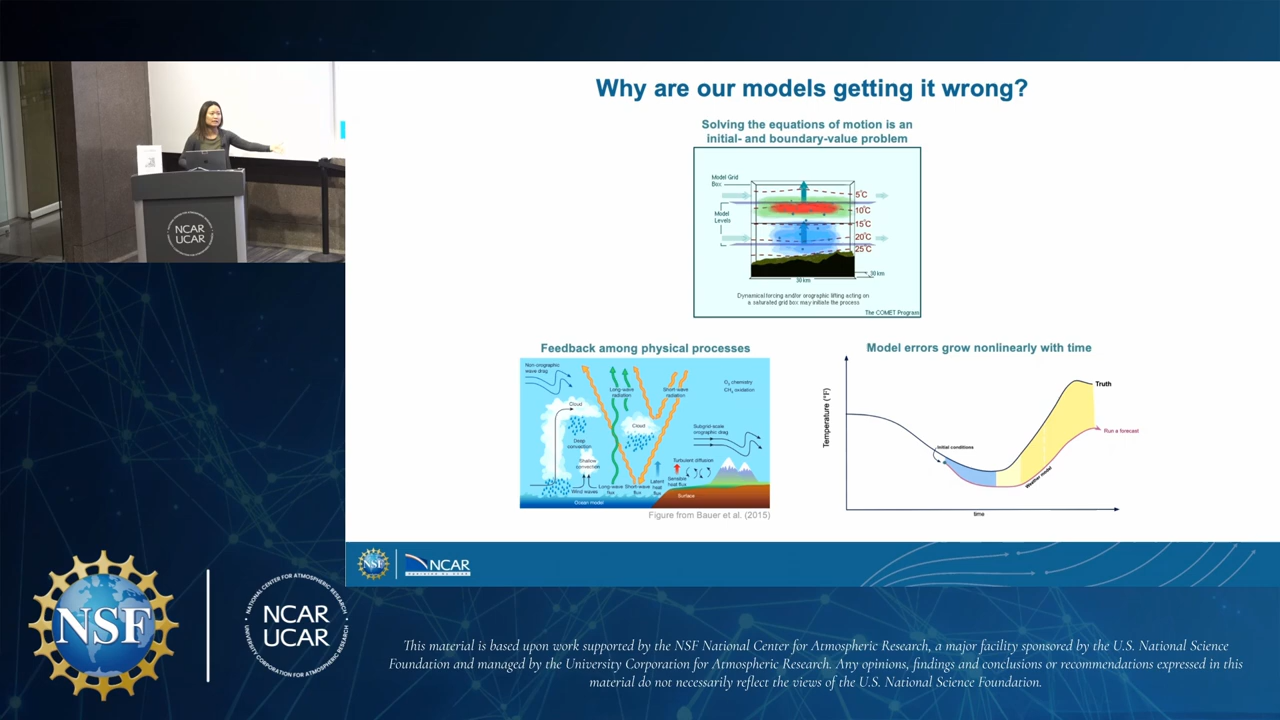 Why are our models getting it wrong?
Solving the equations of motion is an
initial- and boundary-value problem
Model Grid
Box
Model
Levels
5°C
10°C
15°C
20°C
25°C
30 km
30 km
Dynamical forcing and/or orographic lifting acting on
a saturated grid box may initiate the process
The COMET Program
Feedback among physical processes
Non-orographic
wave drag
Cloud
Deep
convection
Shallow
convection
Wind waves
Ocean model
Long-wave
radiation
Short-wave
radiation
Cloud
O3 chemistry
CH4 oxidation
Subgrid-scale
orographic drag
Turbulent diffusion
Long-wave
flux
Short-wave
flux
Latent
heat
flux
Sensible
heat flux
Surface
Figure from Bauer et al. (2015)
Model errors grow nonlinearly with time
Temperature (°F)
Initial conditions
Truth
Run a forecast
Weather model
time
NCAR
UCAR
NSF
NCAR
NSF
NATIONAL CENTER FOR ATMOSPHERIC RESEARCH
NCAR
UCAR
UNIVERSITY CORPORATION FOR ATMOSPHERIC RESEARCH
This material is based upon work supported by the NSF National Center for Atmospheric Research, a major facility sponsored by the U.S. National Science
Foundation and managed by the University Corporation for Atmospheric Research. Any opinions, findings and conclusions or recommendations expressed in this
material do not necessarily reflect the views of the U.S. National Science Foundation.